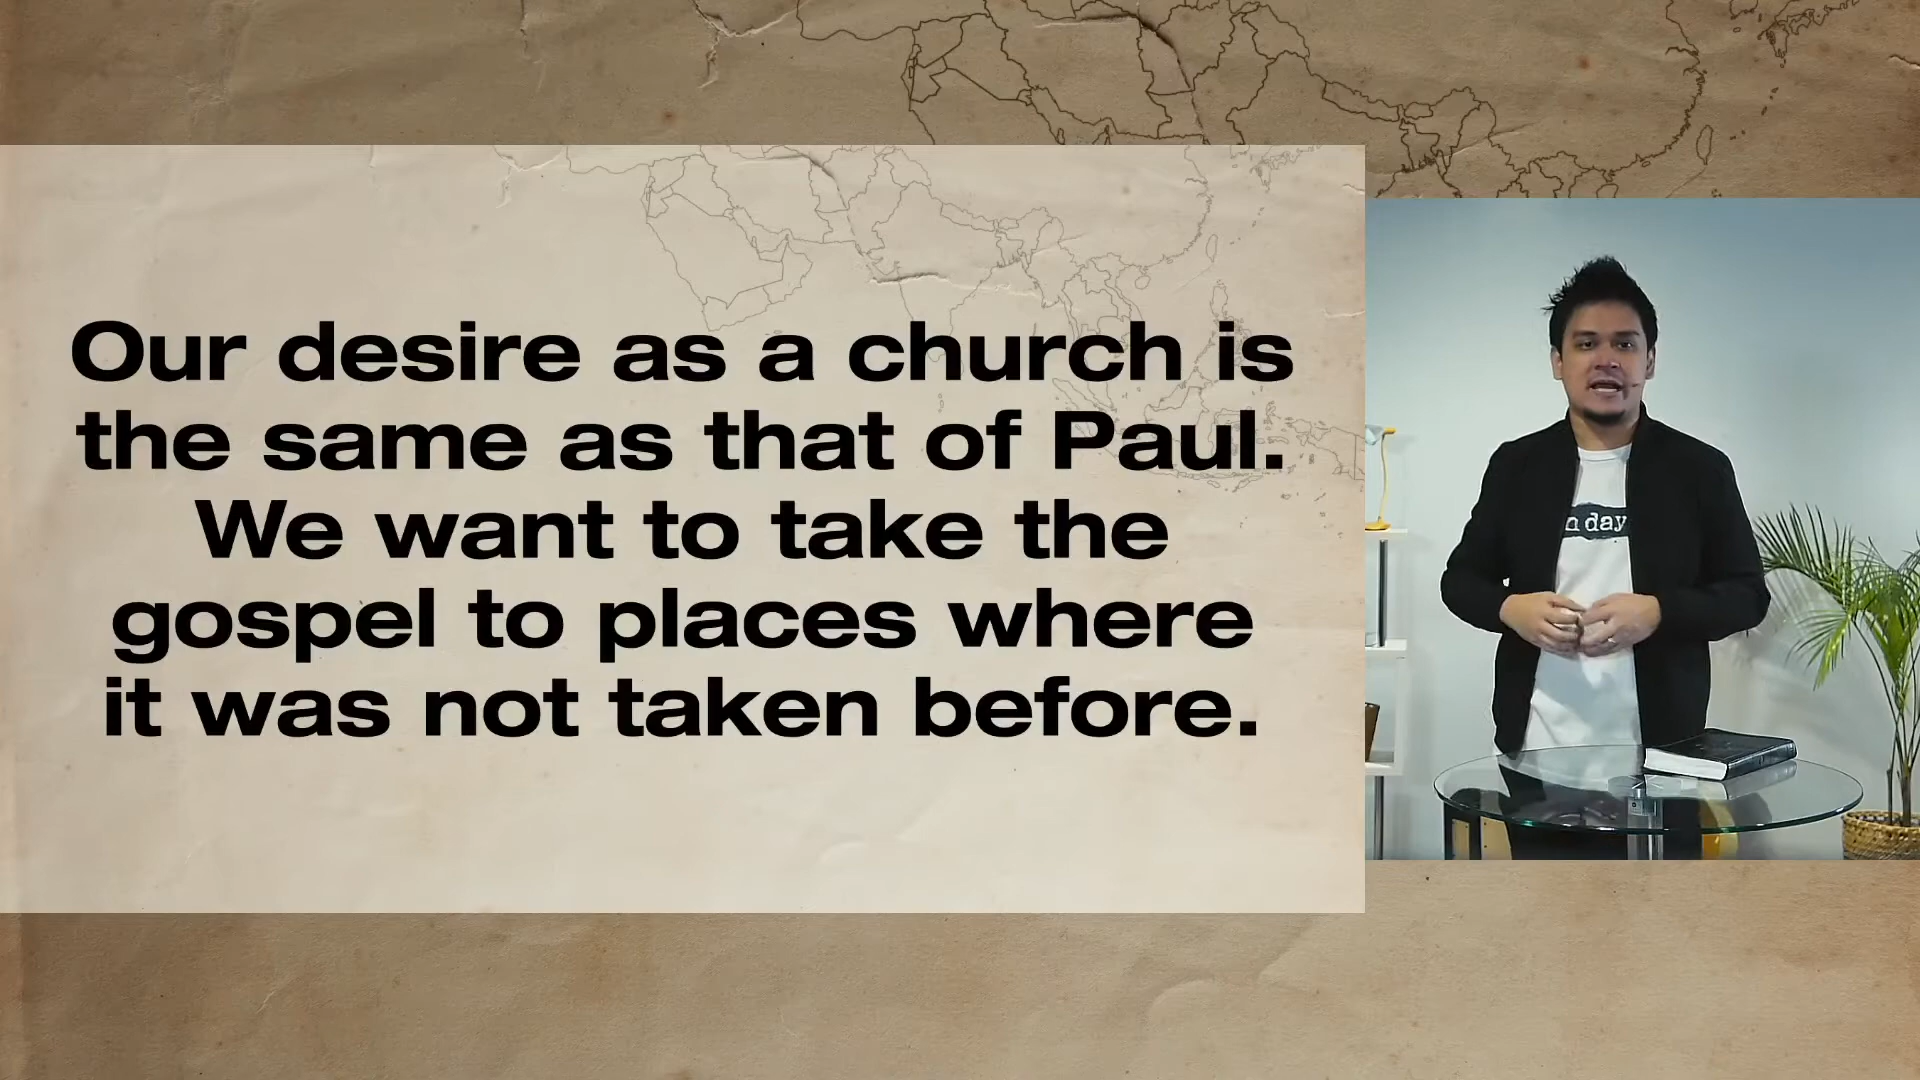 Our desire as a church is
the same as that of Paul.
We want to take the
gospel to places where
it was not taken before.
day